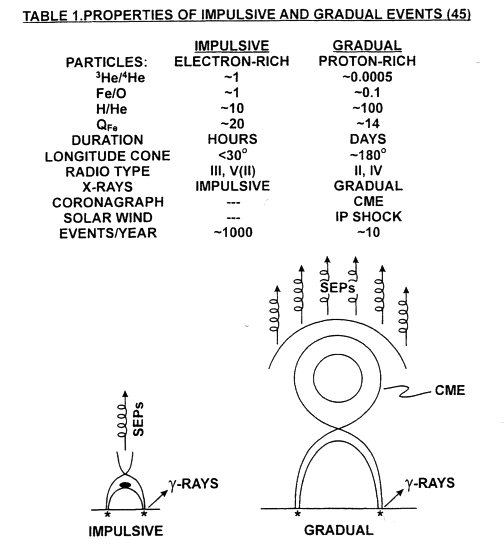 TABLE 1.PROPERTIES OF IMPULSIVE AND GRADUAL EVENTS (45)
IMPULSIVE GRADUAL
PARTICLES: ELECTRON-RICH PROTON-RICH
³He/⁴He ~1 ~0.0005
Fe/O ~1 ~0.1
H/He ~10 ~100
Q_Fe ~20 ~14
DURATION HOURS DAYS
LONGITUDE CONE <30° ~180°
RADIO TYPE III, V(II) II, IV
X-RAYS IMPULSIVE GRADUAL
CORONAGRAPH --- CME
SOLAR WIND --- IP SHOCK
EVENTS/YEAR ~1000 ~10
SEPs
CME
SEPs
γ-RAYS
γ-RAYS
IMPULSIVE
GRADUAL